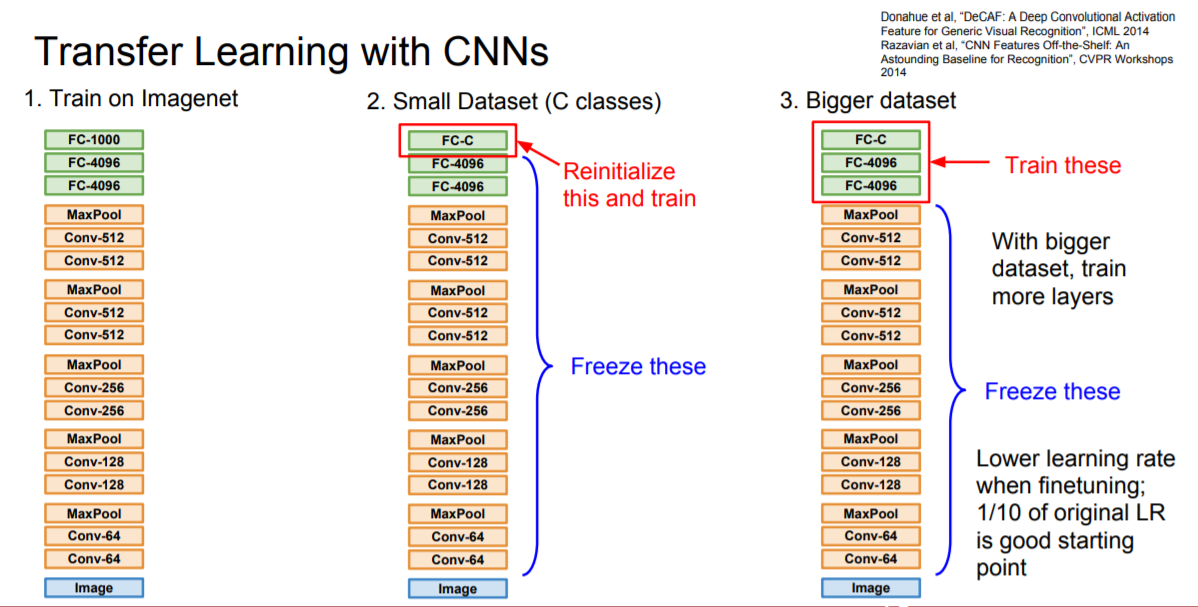 Transfer Learning with CNNs
Donahue et al, “DeCAF: A Deep Convolutional Activation
Feature for Generic Visual Recognition”, ICML 2014
Razavian et al, “CNN Features Off-the-Shelf: An
Astounding Baseline for Recognition”, CVPR Workshops
2014
1. Train on Imagenet
FC-1000
FC-4096
FC-4096
MaxPool
Conv-512
Conv-512
MaxPool
Conv-512
Conv-512
MaxPool
Conv-256
Conv-256
MaxPool
Conv-128
Conv-128
MaxPool
Conv-64
Conv-64
Image
2. Small Dataset (C classes)
FC-C
FC-4096
FC-4096
MaxPool
Conv-512
Conv-512
MaxPool
Conv-512
Conv-512
MaxPool
Conv-256
Conv-256
MaxPool
Conv-128
Conv-128
MaxPool
Conv-64
Conv-64
Image
Reinitialize
this and train
Freeze these
3. Bigger dataset
FC-C
FC-4096
FC-4096
MaxPool
Conv-512
Conv-512
MaxPool
Conv-512
Conv-512
MaxPool
Conv-256
Conv-256
MaxPool
Conv-128
Conv-128
MaxPool
Conv-64
Conv-64
Image
Train these
With bigger
dataset, train
more layers
Freeze these
Lower learning rate
when finetuning;
1/10 of original LR
is good starting
point